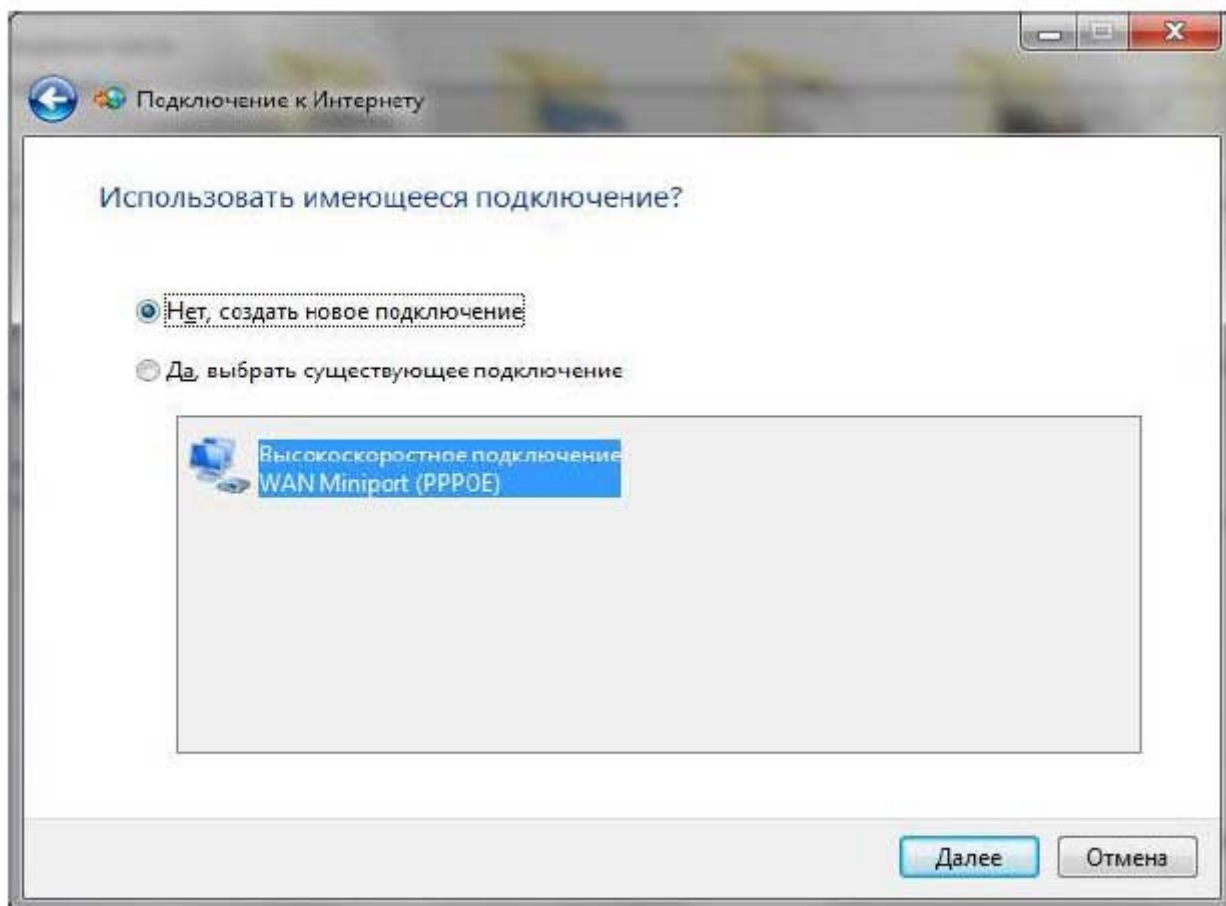 Подключение к Интернету
Использовать имеющееся подключение?
Нет, создать новое подключение
Да, выбрать существующее подключение
Высокоскоростное подключение
WAN Miniport (PPPOE)
Далее
Отмена